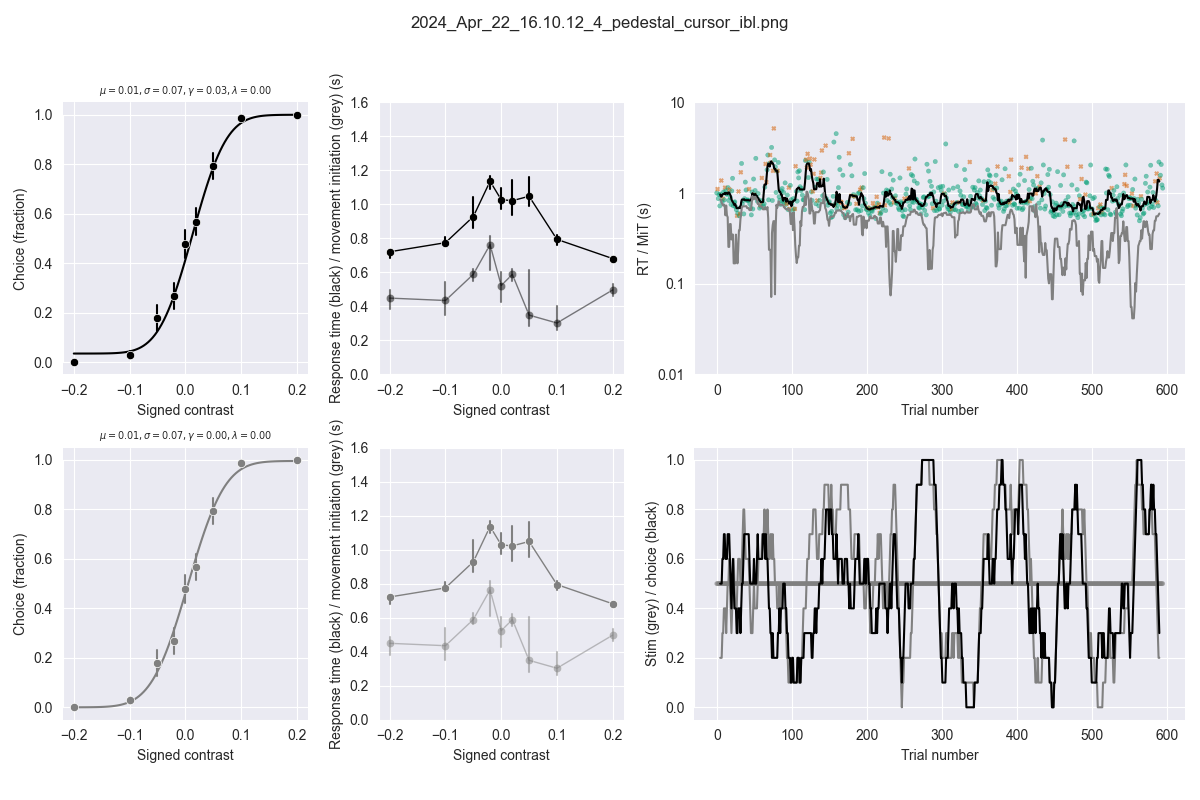 2024_Apr_22_16.10.12_4_pedestal_cursor_ibl.png
μ = 0.01, σ = 0.07, γ = 0.03, λ = 0.00
Choice (fraction)
1.0
0.8
0.6
0.4
0.2
0.0
−0.2 −0.1 0.0 0.1 0.2
Signed contrast
Response time (black) / movement initiation (grey) (s)
1.6
1.4
1.2
1.0
0.8
0.6
0.4
0.2
0.0
−0.2 −0.1 0.0 0.1 0.2
Signed contrast
RT / MiT (s)
10
1
0.1
0.01
0 100 200 300 400 500 600
Trial number
μ = 0.01, σ = 0.07, γ = 0.00, λ = 0.00
Choice (fraction)
1.0
0.8
0.6
0.4
0.2
0.0
−0.2 −0.1 0.0 0.1 0.2
Signed contrast
Response time (black) / movement initiation (grey) (s)
1.6
1.4
1.2
1.0
0.8
0.6
0.4
0.2
0.0
−0.2 −0.1 0.0 0.1 0.2
Signed contrast
Stim (grey) / choice (black)
1.0
0.8
0.6
0.4
0.2
0.0
0 100 200 300 400 500 600
Trial number